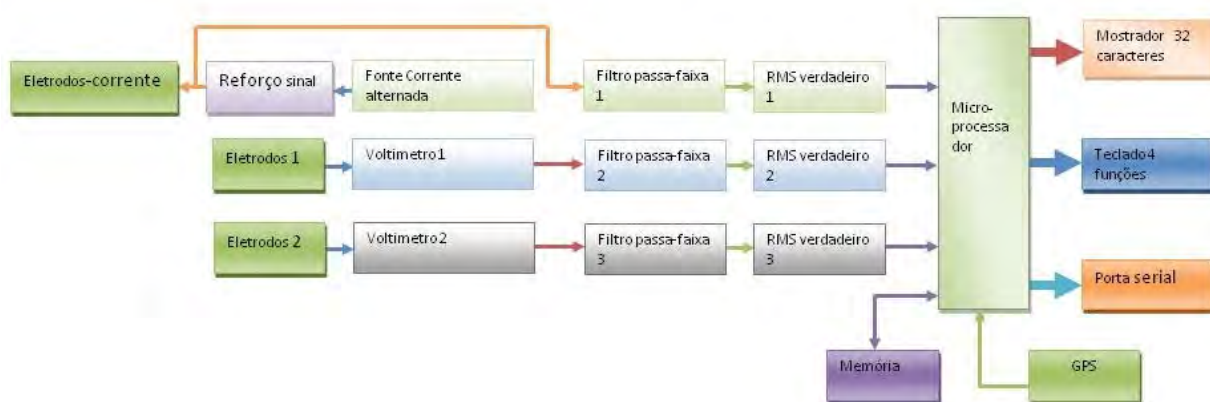 Eletrodos-corrente
Reforço sinal
Fonte Corrente
alternada
Filtro passa-faixa
1
RMS verdadeiro
1
Micro-
processa
dor
Mostrador 32
caracteres
Eletrodos 1
Voltimetro1
Filtro passa-faixa
2
RMS verdadeiro
2
Teclado4
funções
Eletrodos 2
Voltimetro2
Filtro passa-faixa
3
RMS verdadeiro
3
Porta serial
Memória
GPS